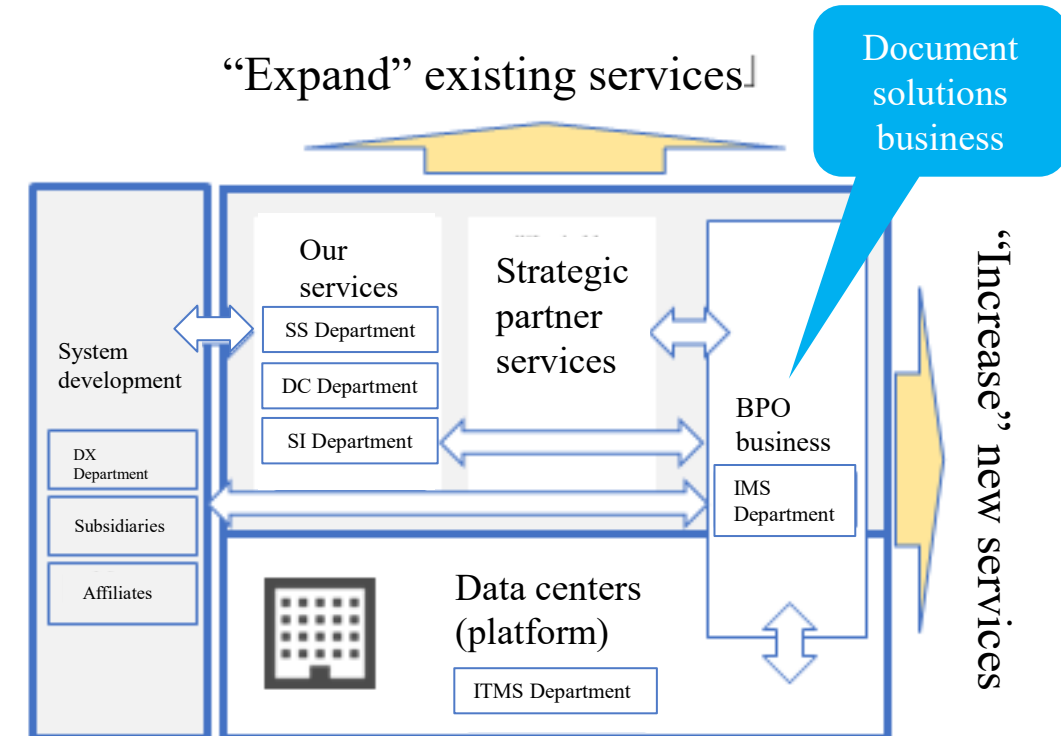 “Expand” existing services」
Document
solutions
business
Our
services
SS Department
DC Department
SI Department
Strategic
partner
services
System
development
DX
Department
Subsidiaries
Affiliates
BPO
business
IMS
Department
“Increase” new services
Data centers
(platform)
ITMS Department